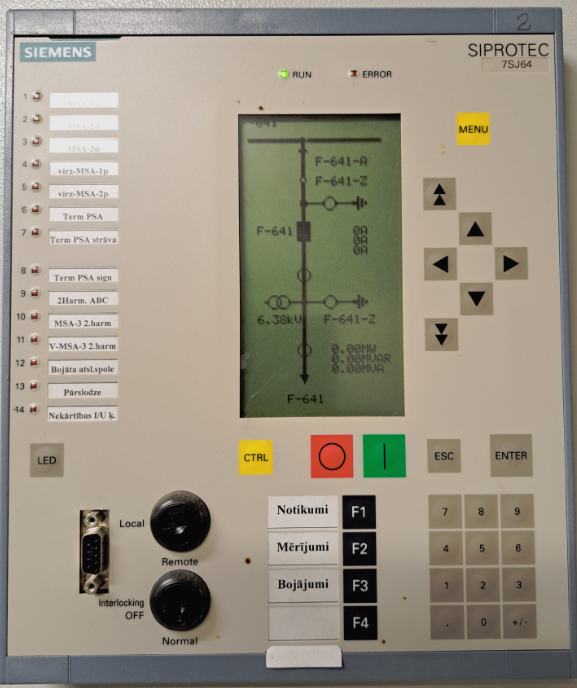 2
SIEMENS
SIPROTEC
7SJ64
RUN
ERROR
1
2
3 MSA-3p
4 virz-MSA-1p
5 virz-MSA-2p
6 Term PSA
7 Term PSA strāva
8 Term PSA sign
9 2Harm. ABC
10 MSA-3 2.harm
11 V-MSA-3 2.harm
12 Bojāta atsl.spole
13 Pārslodze
14 Nekārtības I/U ķ.
F-641
F-641-A
F-641-Z
F-641
0A
0A
0A
6.38kV F-641-Z
0.00MW
0.00MVAR
0.00MVA
F-641
MENU
LED
CTRL
ESC
ENTER
Local
Remote
Interlocking
OFF
Normal
Notikumi F1
Mērījumi F2
Bojājumi F3
F4
7 8 9
4 5 6
1 2 3
. 0 +/-